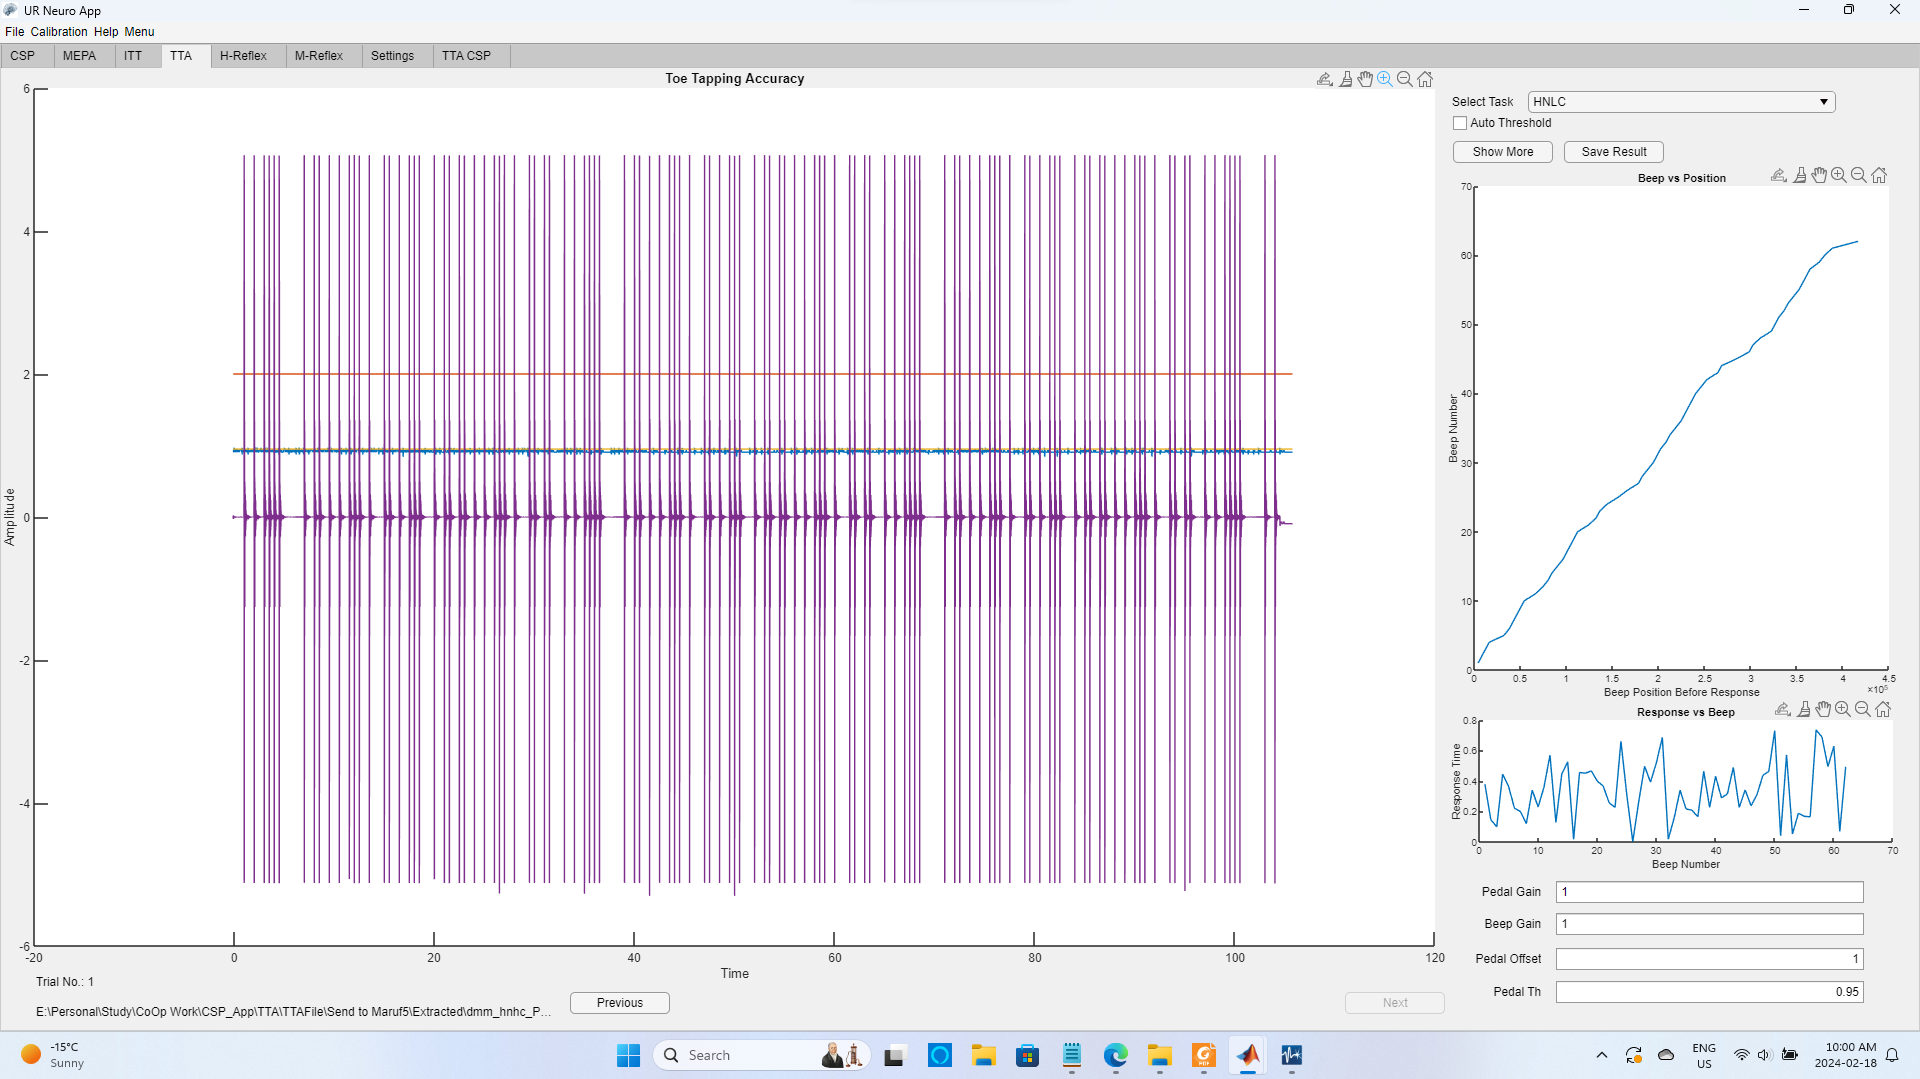 UR Neuro App
File Calibration Help Menu
CSP MEPA ITT TTA H-Reflex M-Reflex Settings TTA CSP
Toe Tapping Accuracy
6
4
2
0
-2
-4
-6
Amplitude
-20 0 20 40 60 80 100 120
Time
Trial No.: 1
E:\Personal\Study\CoOp Work\CSP_App\TTA\TTAFile\Send to Maruf5\Extracted\dmm_hnhc_P...
Previous
Next
Select Task HNLC
Auto Threshold
Show More Save Result
Beep vs Position
70
60
50
40
30
20
10
0
Beep Number
0 0.5 1 1.5 2 2.5 3 3.5 4 4.5
×10⁵
Beep Position Before Response
Response vs Beep
0.8
0.6
0.4
0.2
0
Response Time
0 10 20 30 40 50 60 70
Beep Number
Pedal Gain 1
Beep Gain 1
Pedal Offset 1
Pedal Th 0.95
-15°C
Sunny
Search
PDF
ENG
US
10:00 AM
2024-02-18